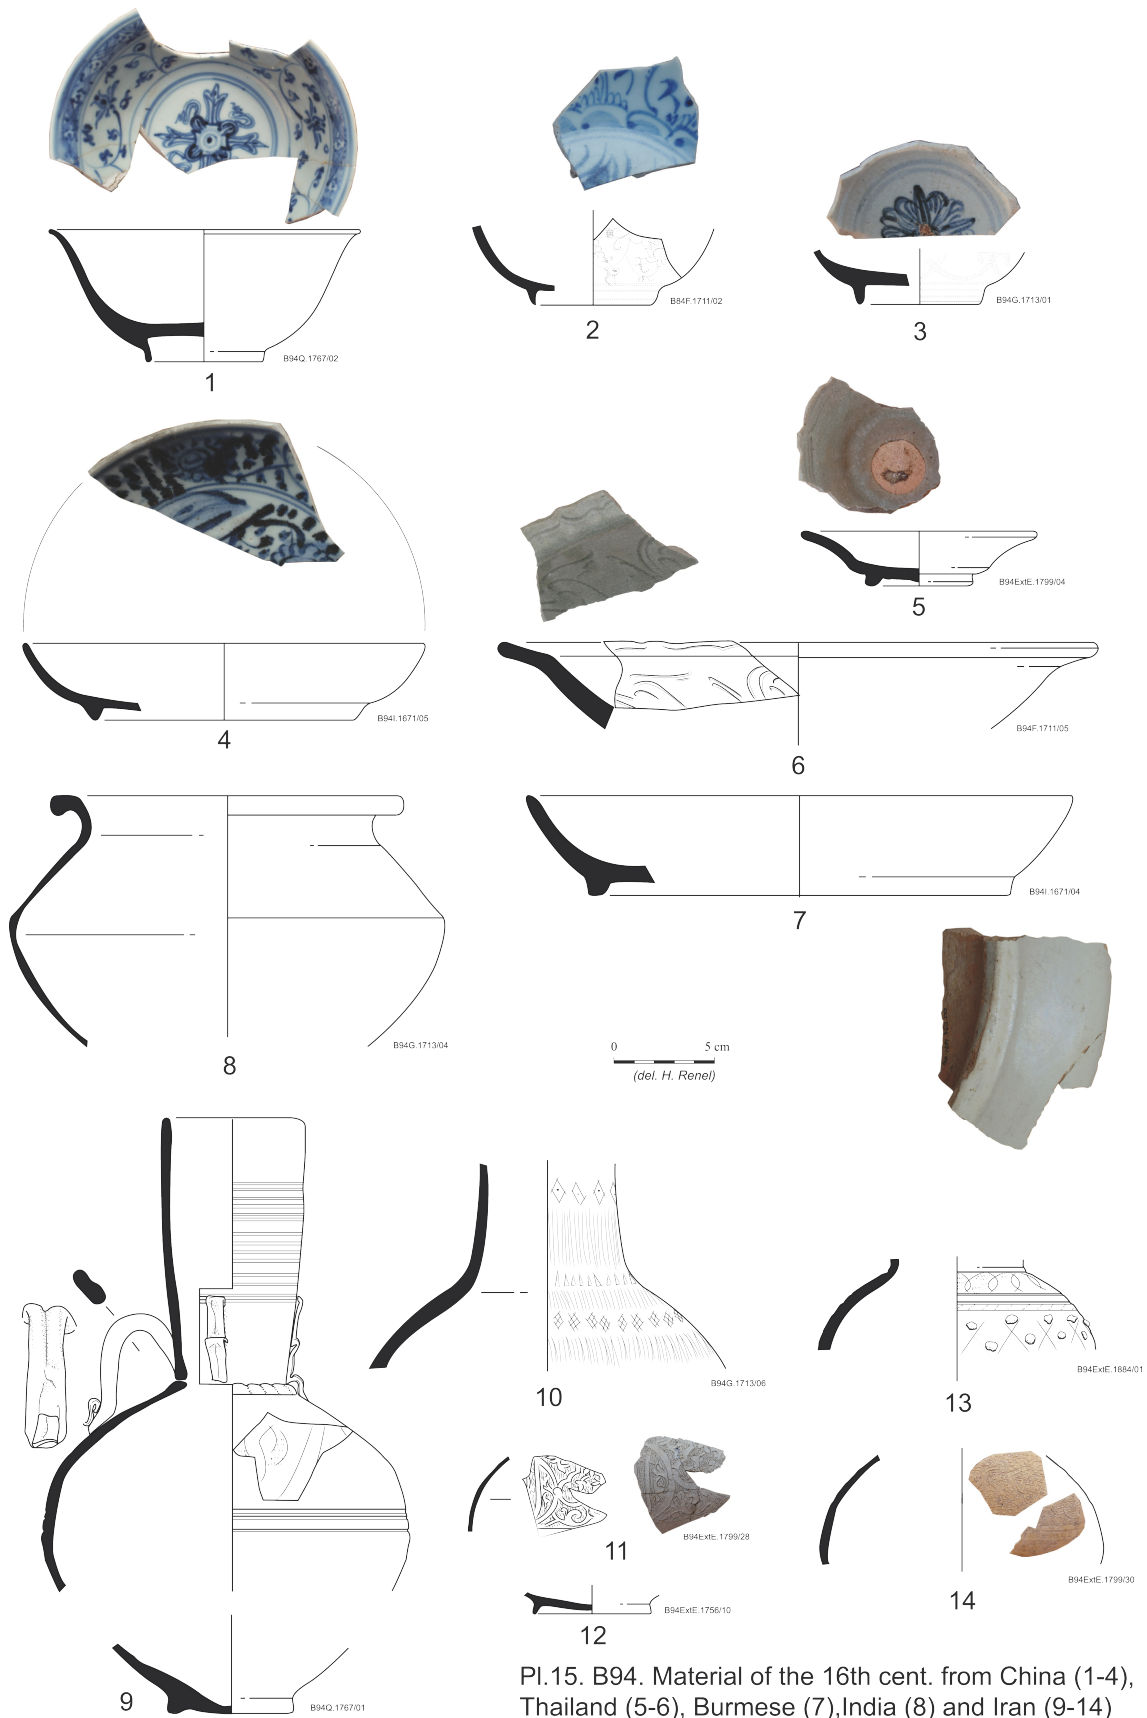 B94Q.1767/02
1
B84F.1711/02
2
B94G.1713/01
3
B94I.1671/05
4
B94ExtE.1799/04
5
B94F.1711/05
6
B94I.1671/04
7
B94G.1713/04
8
0 5 cm
(del. H. Renel)
B94G.1713/06
10
B94ExtE.1884/01
13
B94ExtE.1799/28
11
B94ExtE.1799/30
14
B94ExtE.1756/10
12
B94Q.1767/01
9
Pl.15. B94. Material of the 16th cent. from China (1-4),
Thailand (5-6), Burmese (7),India (8) and Iran (9-14)